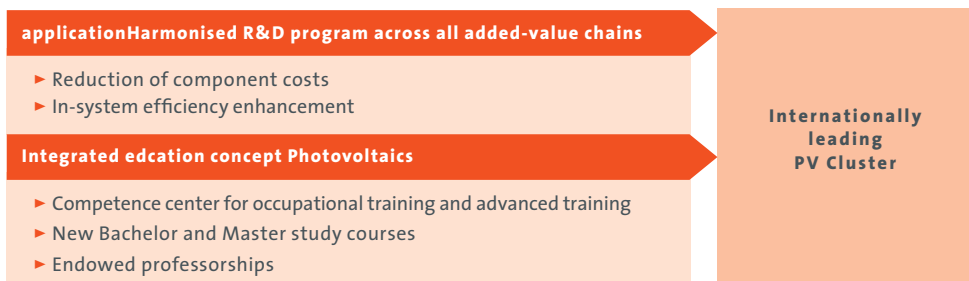 applicationHarmonised R&D program across all added-value chains
► Reduction of component costs
► In-system efficiency enhancement
Integrated edcation concept Photovoltaics
► Competence center for occupational training and advanced training
► New Bachelor and Master study courses
► Endowed professorships
Internationally
leading
PV Cluster